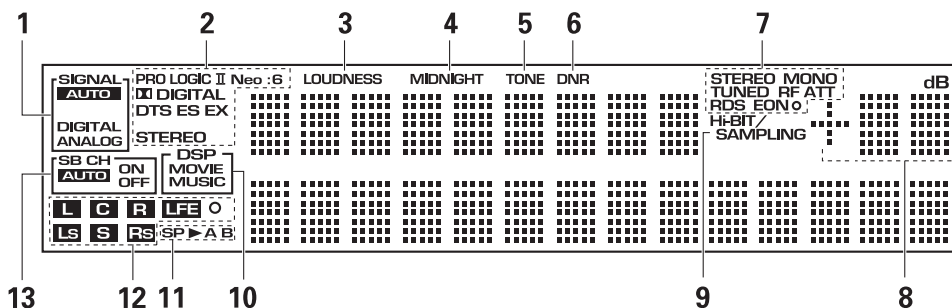 1 2 3 4 5 6 7
SIGNAL
AUTO
DIGITAL
ANALOG
PRO LOGIC II Neo :6
DIGITAL
DTS ES EX
STEREO
LOUDNESS MIDNIGHT TONE DNR
STEREO MONO
TUNED RF ATT
RDS EON
Hi-BIT
SAMPLING
dB
SB CH
AUTO ON
OFF
DSP
MOVIE
MUSIC
L C R LFE
Ls S Rs SP ► A B
13 12 11 10 9 8